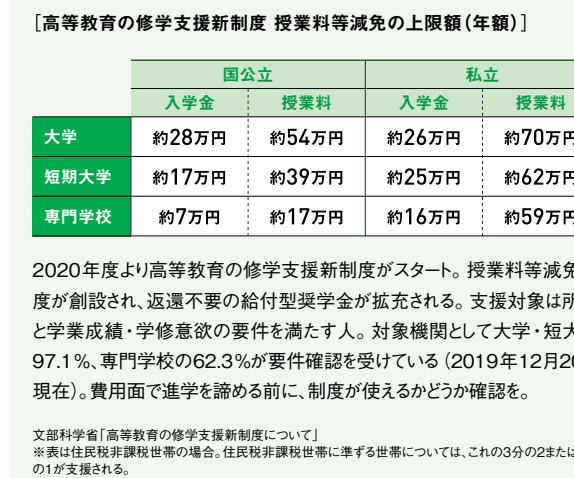 ［高等教育の修学支援新制度 授業料等減免の上限額（年額）］
国公立 私立
入学金 授業料 入学金 授業料
大学 約28万円 約54万円 約26万円 約70万円
短期大学 約17万円 約39万円 約25万円 約62万円
専門学校 約7万円 約17万円 約16万円 約59万円
2020年度より高等教育の修学支援新制度がスタート。授業料等減免
度が創設され、返還不要の給付型奨学金が拡充される。支援対象は所
と学業成績・学修意欲の要件を満たす人。対象機関として大学・短大
97.1％、専門学校の62.3％が要件確認を受けている（2019年12月20
現在）。費用面で進学を諦める前に、制度が使えるかどうか確認を。
文部科学省「高等教育の修学支援新制度について」
※表は住民税非課税世帯の場合。住民税非課税世帯に準ずる世帯については、これの3分の2または
の1が支援される。